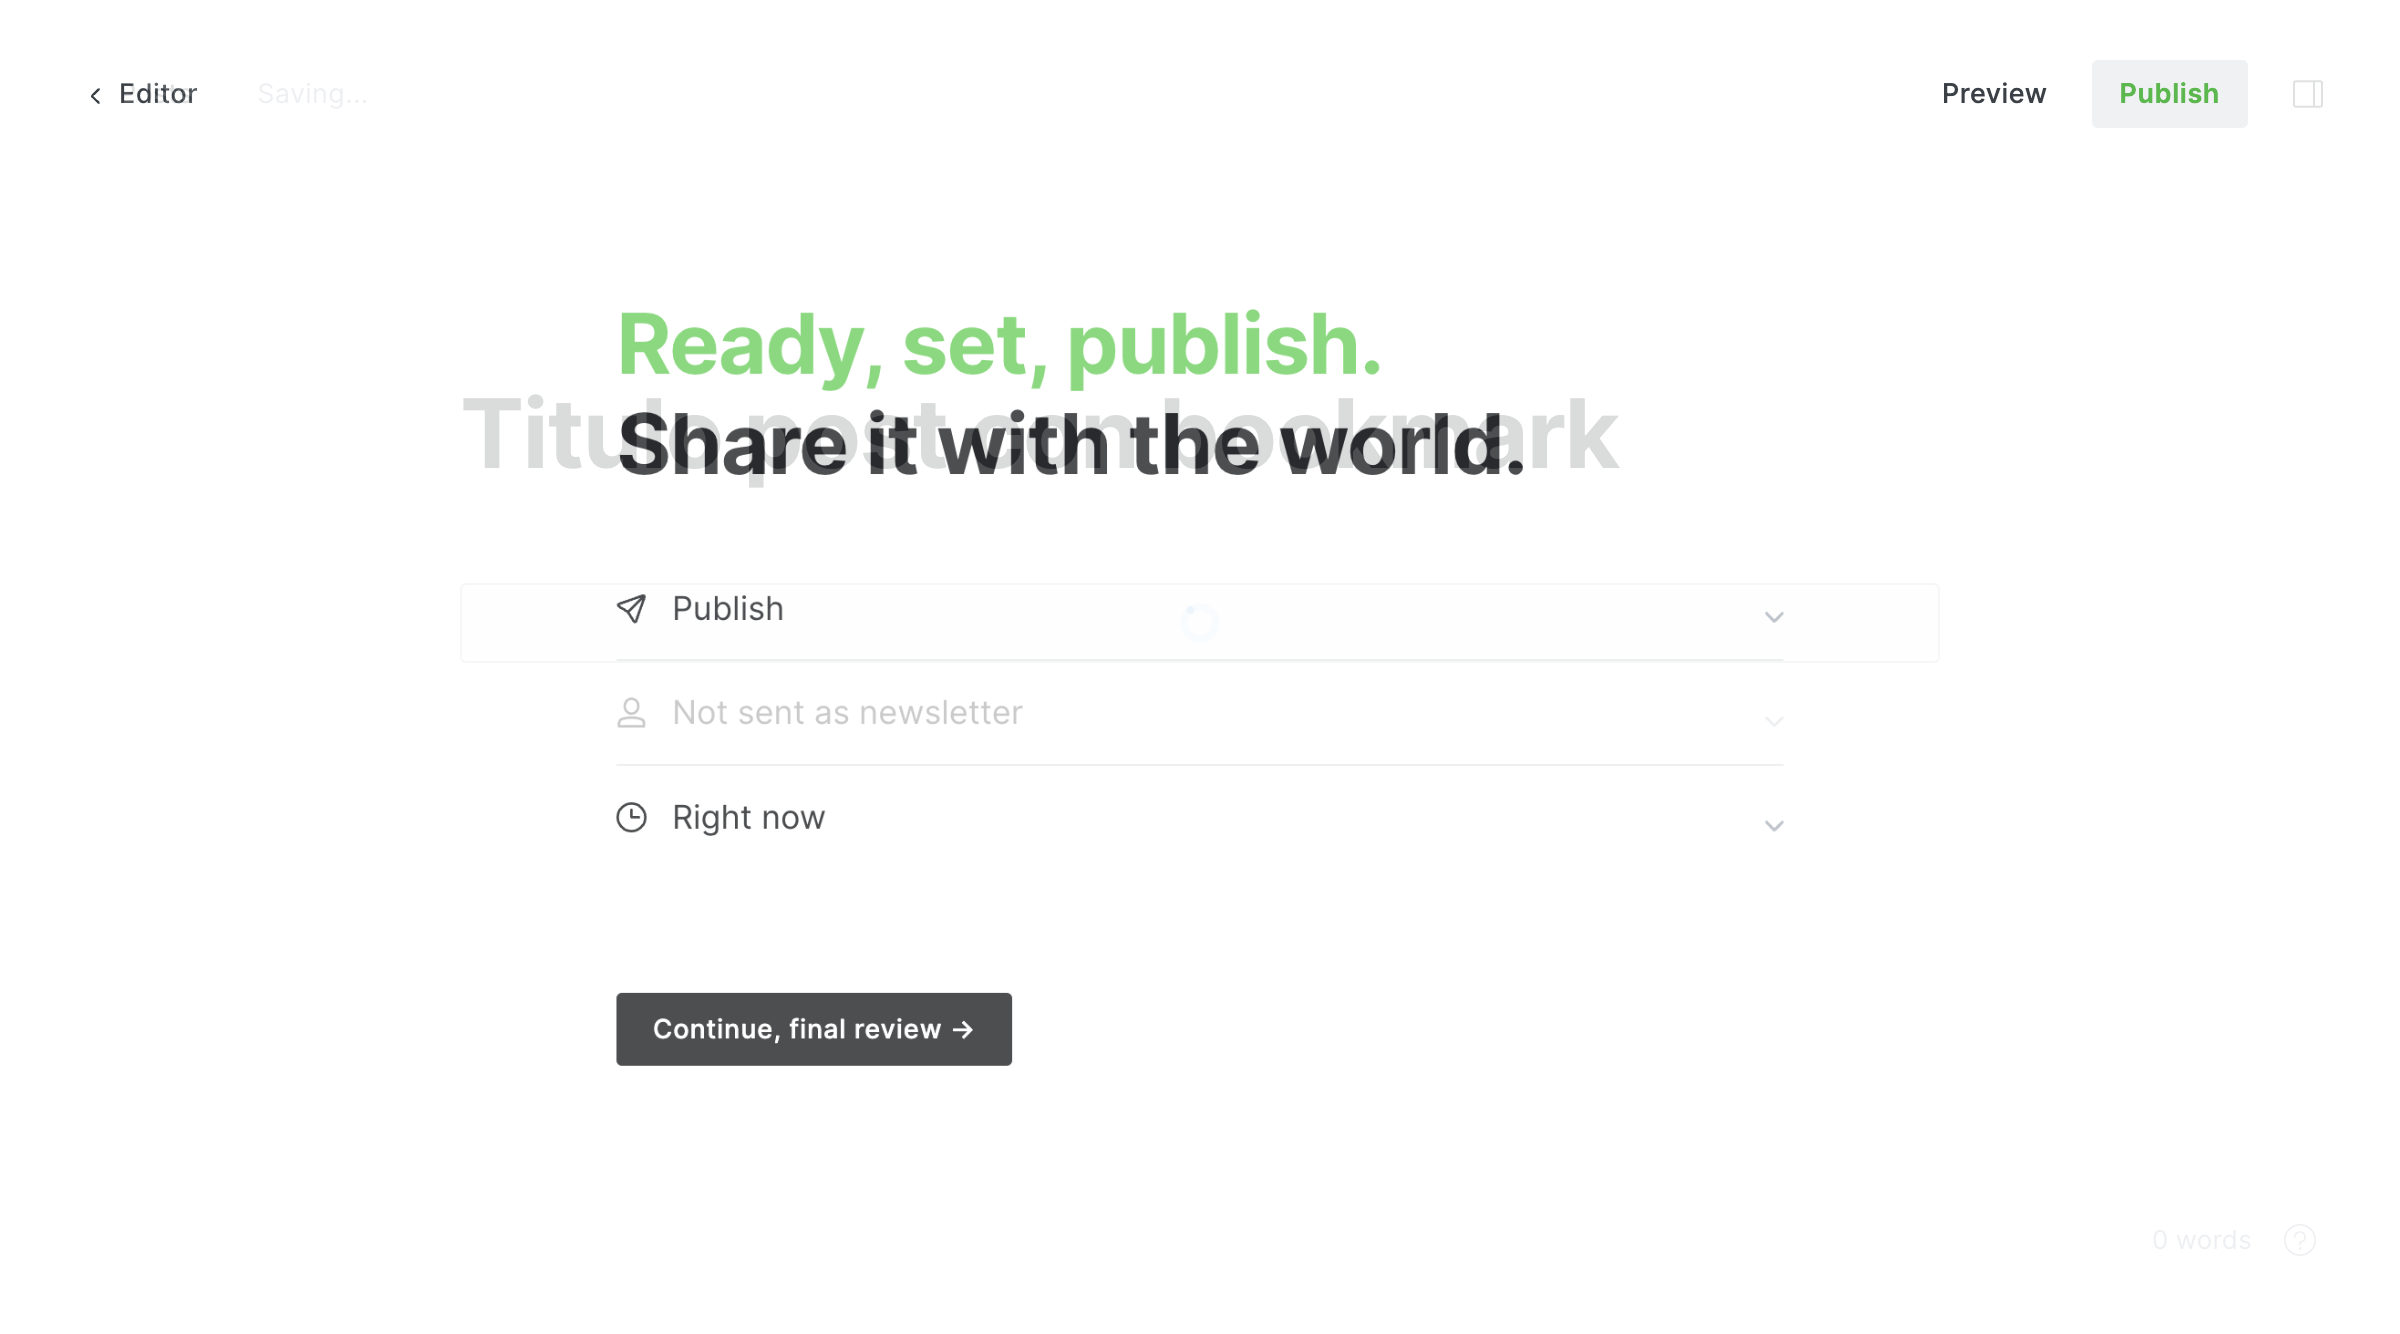 Editor
Saving...
Preview
Publish
Ready, set, publish.
Titulo post con bookmark
Share it with the world.
Publish
Not sent as newsletter
Right now
Continue, final review →
0 words
?